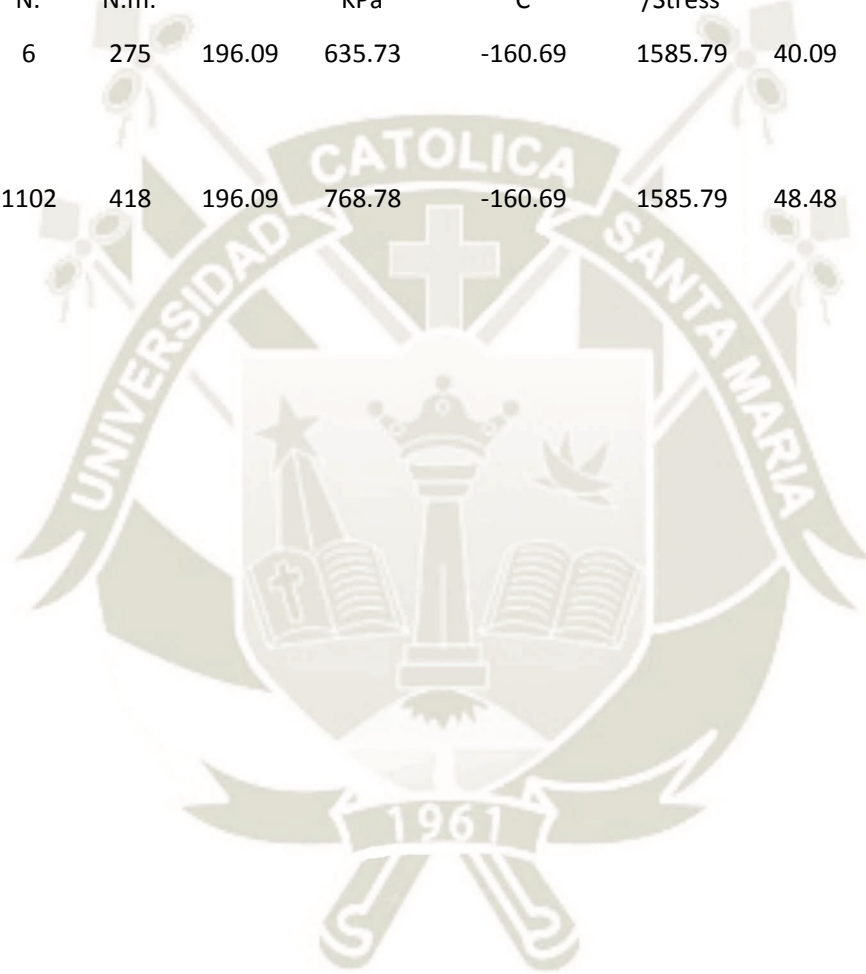 N. N.m. KPa C /Stress
6 275 196.09 635.73 -160.69 1585.79 40.09
1102 418 196.09 768.78 -160.69 1585.79 48.48
UNIVERSIDAD CATOLICA SANTA MARIA
1961